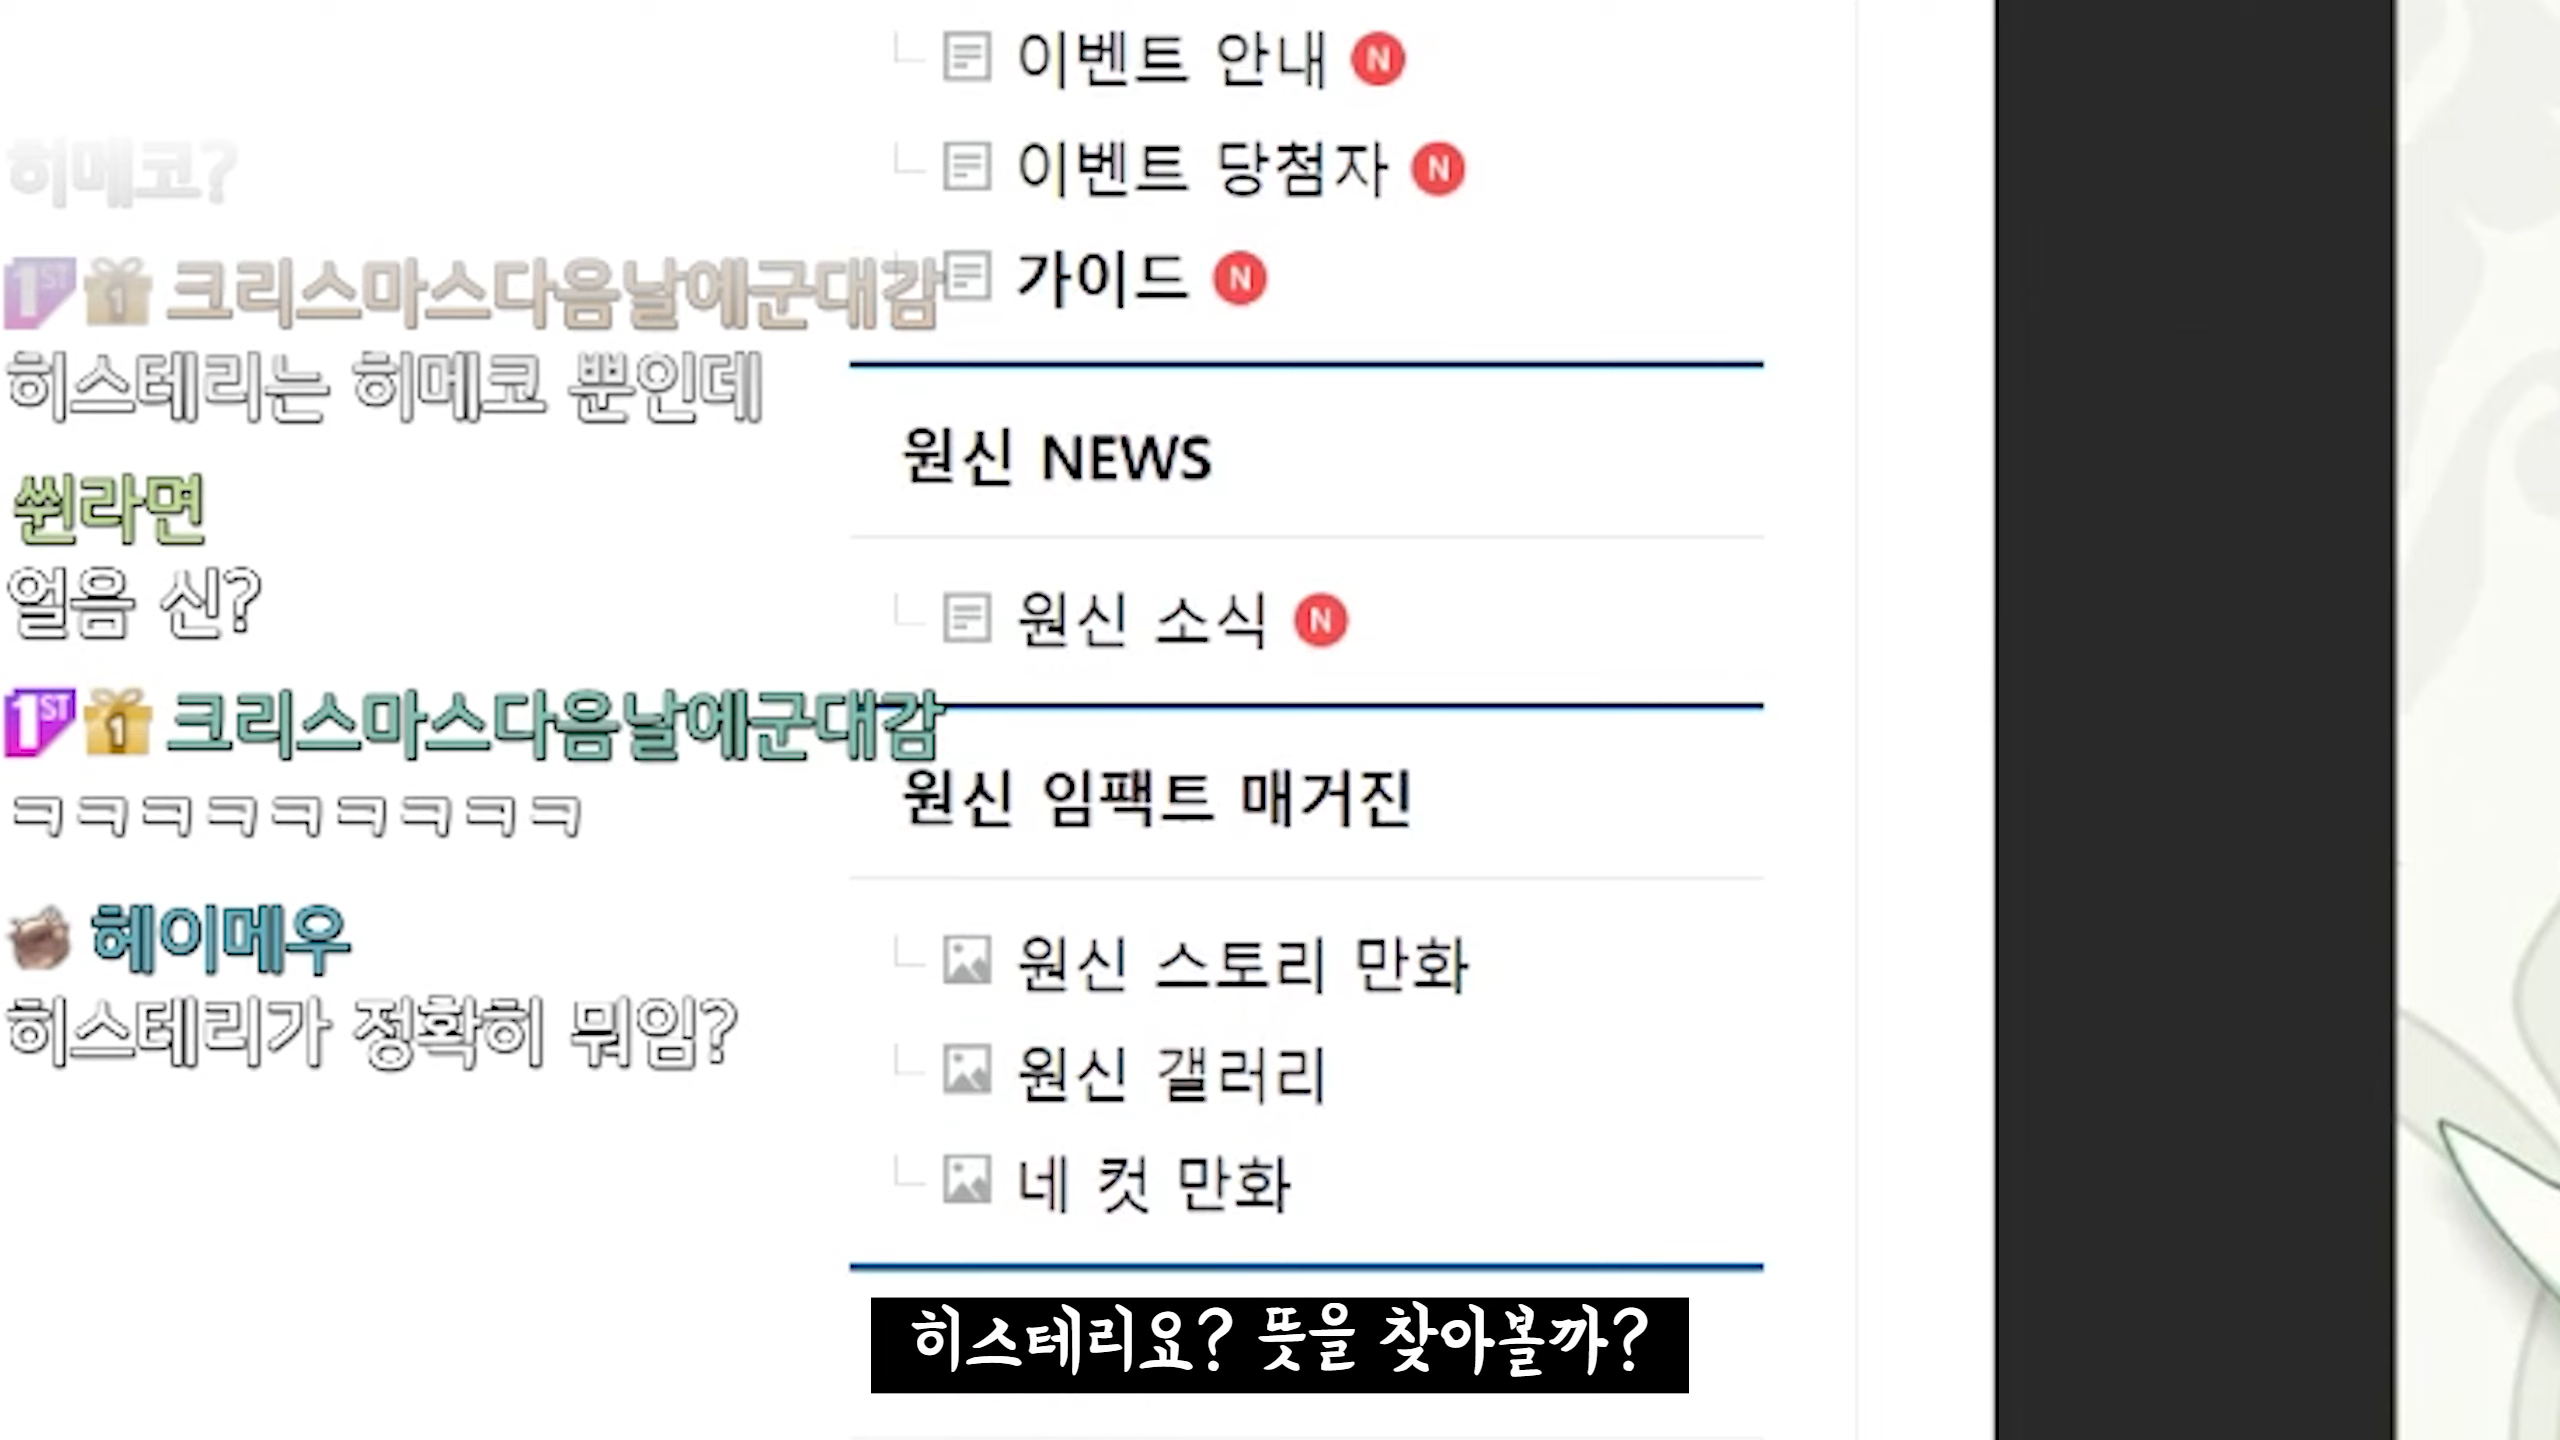 히메코?
1ST 1 크리스마스다음날에군대감
히스테리는 히메코 뿐인데
쒼라면
얼음 신?
1ST 1 크리스마스다음날에군대감
ㅋㅋㅋㅋㅋㅋㅋㅋㅋ
헤이메우
히스테리가 정확히 뭐임?
이벤트 안내 N
이벤트 당첨자 N
가이드 N
원신 NEWS
원신 소식 N
원신 임팩트 매거진
원신 스토리 만화
원신 갤러리
네 컷 만화
히스테리요? 뜻을 찾아볼까?